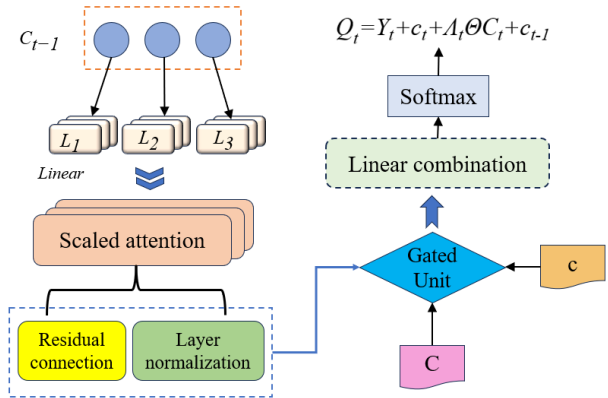 C_{t−1}
L_1 L_2 L_3
Linear
Scaled attention
Residual
connection
Layer
normalization
Q_t=Y_t+c_t+Λ_tΘC_t+c_{t-1}
Softmax
Linear combination
Gated
Unit
c
C